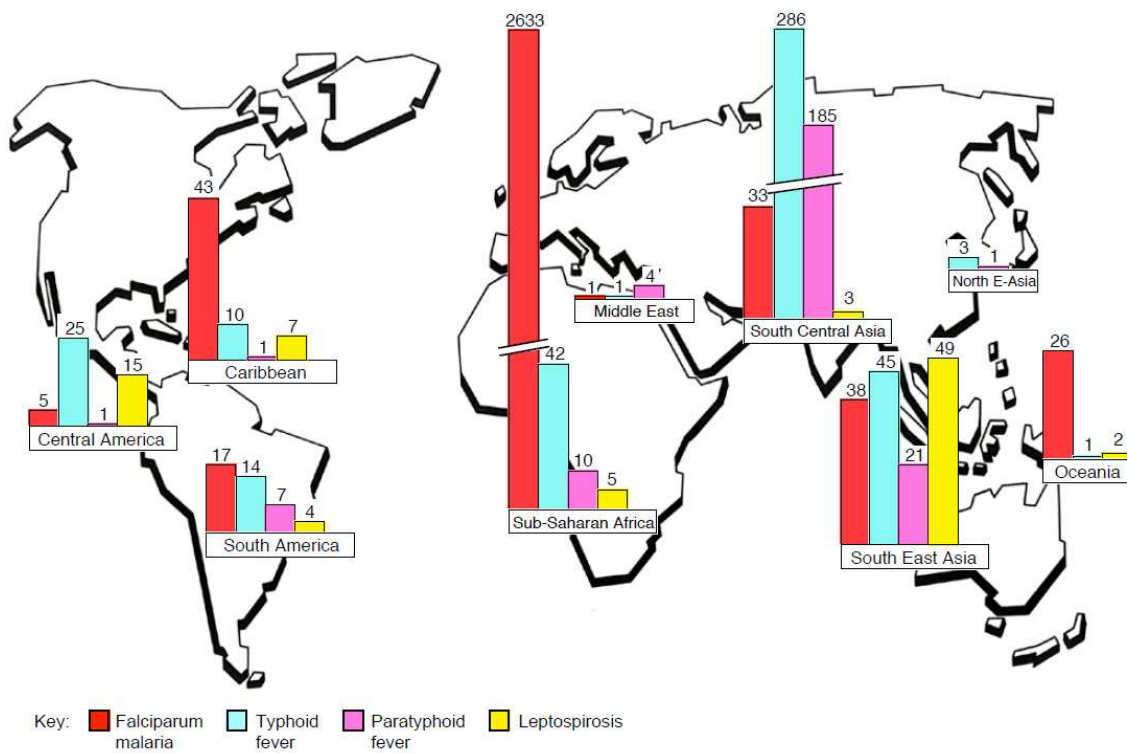 2633
42
10
5
Sub-Saharan Africa
286
185
33
3
South Central Asia
43
10
1
7
Caribbean
3
1
North E-Asia
1
1
4
Middle East
25
15
5
1
Central America
26
1
2
Oceania
49
45
38
21
South East Asia
17
14
7
4
South America
Key:
Falciparum
malaria
Typhoid
fever
Paratyphoid
fever
Leptospirosis